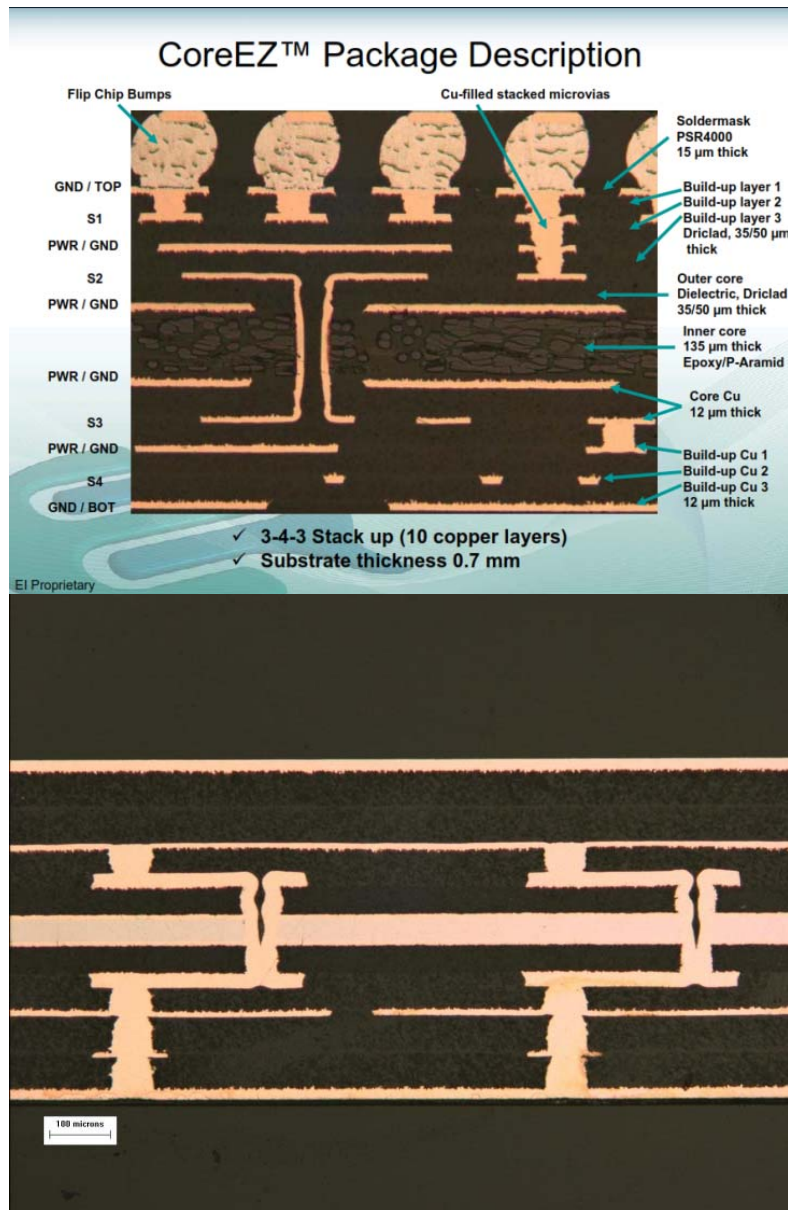 CoreEZ™ Package Description
Flip Chip Bumps
Cu-filled stacked microvias
Soldermask
PSR4000
15 µm thick
GND / TOP
Build-up layer 1
Build-up layer 2
S1
Build-up layer 3
Driclad, 35/50 µm
thick
PWR / GND
S2
Outer core
Dielectric, Driclad
35/50 µm thick
PWR / GND
Inner core
135 µm thick
Epoxy/P-Aramid
PWR / GND
Core Cu
12 µm thick
S3
PWR / GND
Build-up Cu 1
Build-up Cu 2
S4
Build-up Cu 3
12 µm thick
GND / BOT
✓ 3-4-3 Stack up (10 copper layers)
✓ Substrate thickness 0.7 mm
EI Proprietary
100 microns